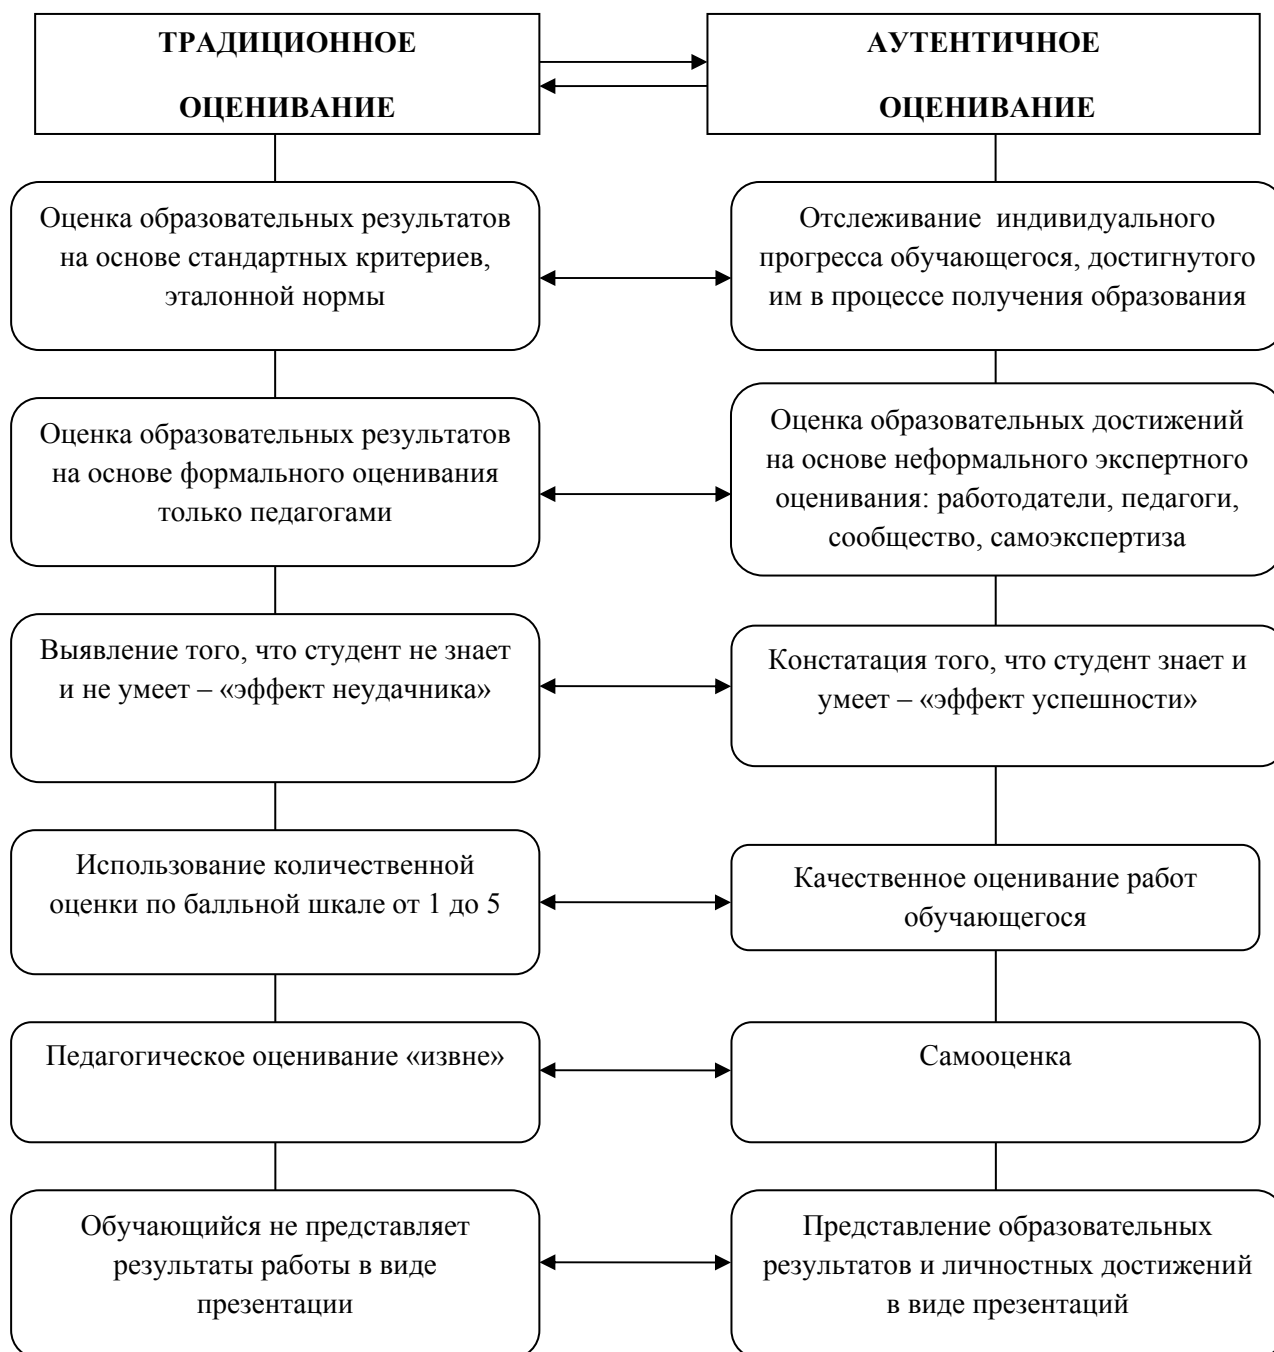 ТРАДИЦИОННОЕ
ОЦЕНИВАНИЕ
АУТЕНТИЧНОЕ
ОЦЕНИВАНИЕ
Оценка образовательных результатов
на основе стандартных критериев,
эталонной нормы
Отслеживание индивидуального
прогресса обучающегося, достигнутого
им в процессе получения образования
Оценка образовательных результатов
на основе формального оценивания
только педагогами
Оценка образовательных достижений
на основе неформального экспертного
оценивания: работодатели, педагоги,
сообщество, самоэкспертиза
Выявление того, что студент не знает
и не умеет – «эффект неудачника»
Констатация того, что студент знает и
умеет – «эффект успешности»
Использование количественной
оценки по балльной шкале от 1 до 5
Качественное оценивание работ
обучающегося
Педагогическое оценивание «извне»
Самооценка
Обучающийся не представляет
результаты работы в виде
презентации
Представление образовательных
результатов и личностных достижений
в виде презентаций